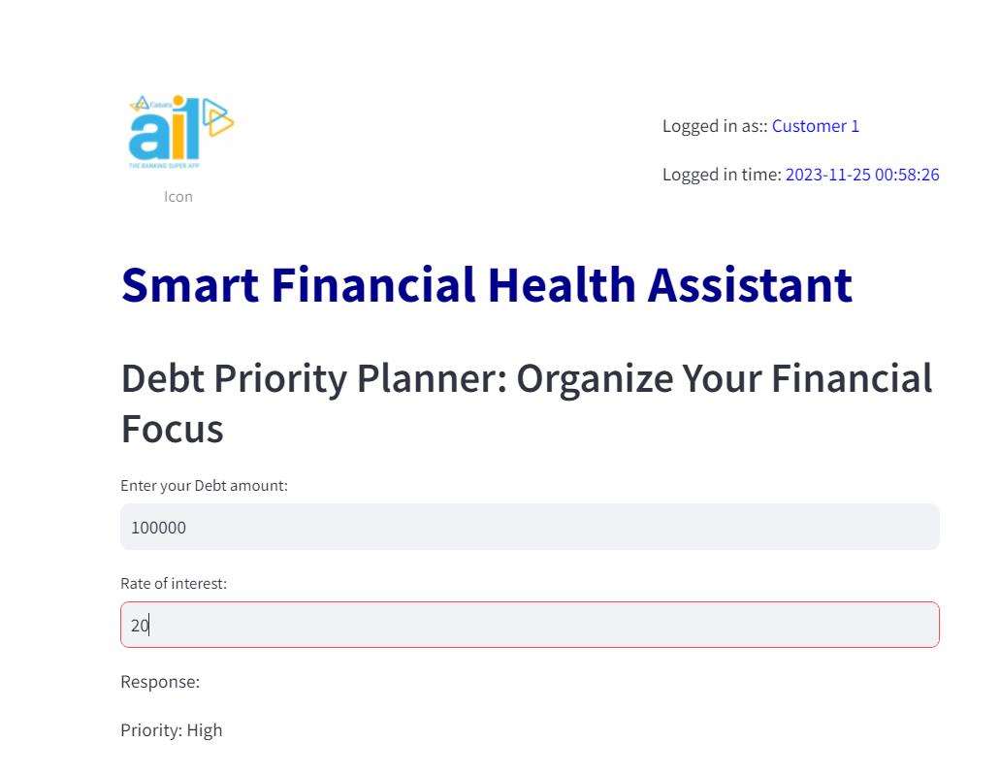 Canara
ai1
THE BANKING SUPER APP
Icon
Logged in as:: Customer 1
Logged in time: 2023-11-25 00:58:26
Smart Financial Health Assistant
Debt Priority Planner: Organize Your Financial
Focus
Enter your Debt amount:
100000
Rate of interest:
20
Response:
Priority: High